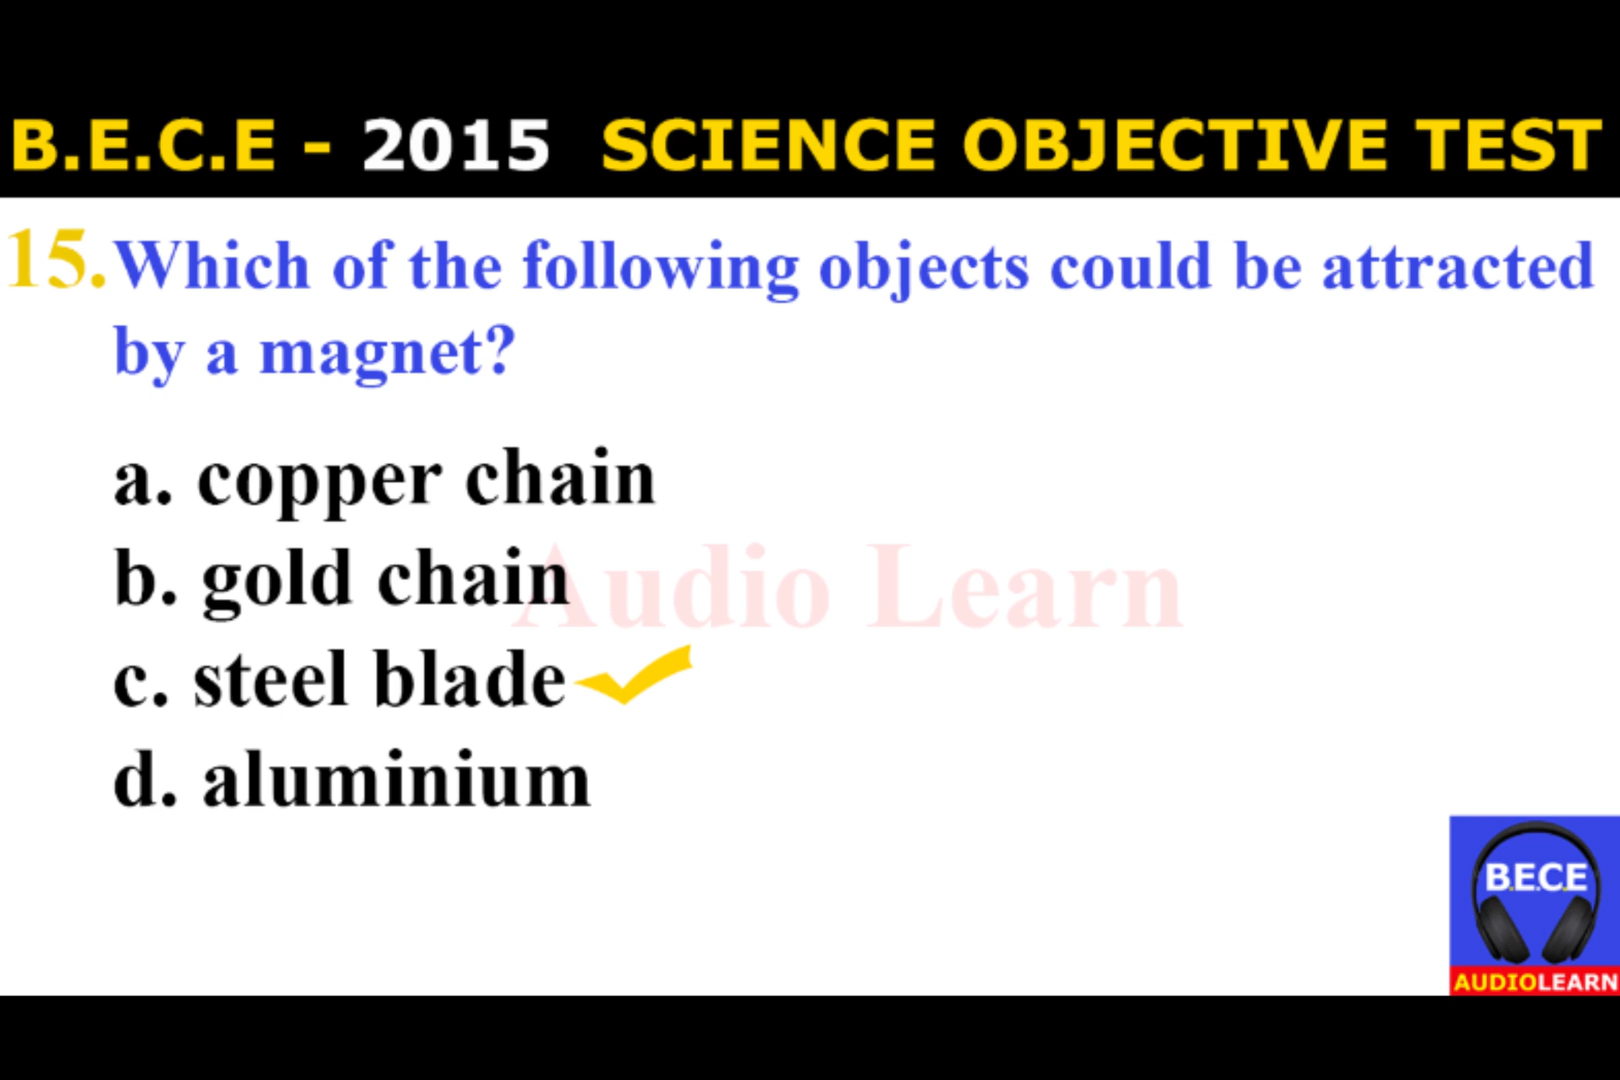 B.E.C.E - 2015 SCIENCE OBJECTIVE TEST
15. Which of the following objects could be attracted
by a magnet?
a. copper chain
b. gold chain
Audio Learn
c. steel blade
d. aluminium
B.E.C.E
AUDIOLEARN